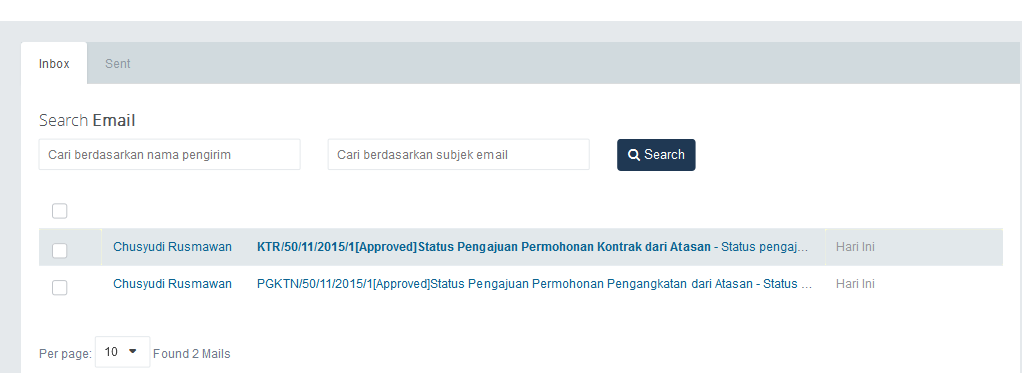 Inbox Sent
Search Email
Cari berdasarkan nama pengirim Cari berdasarkan subjek email Search
Chusyudi Rusmawan KTR/50/11/2015/1[Approved]Status Pengajuan Permohonan Kontrak dari Atasan - Status pengaj... Hari Ini
Chusyudi Rusmawan PGKTN/50/11/2015/1[Approved]Status Pengajuan Permohonan Pengangkatan dari Atasan - Status ... Hari Ini
Per page: 10 Found 2 Mails